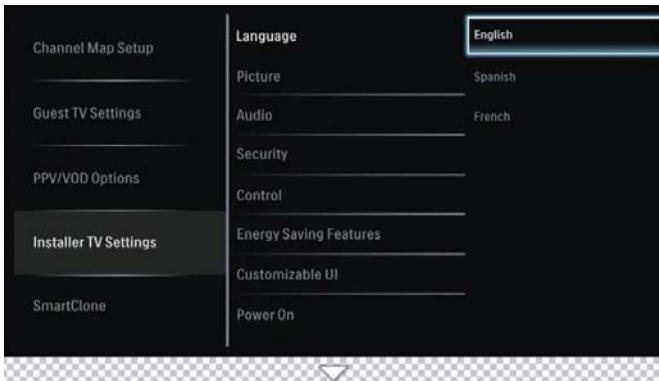 Channel Map Setup
Guest TV Settings
PPV/VOD Options
Installer TV Settings
SmartClone
Language
Picture
Audio
Security
Control
Energy Saving Features
Customizable UI
Power On
English
Spanish
French